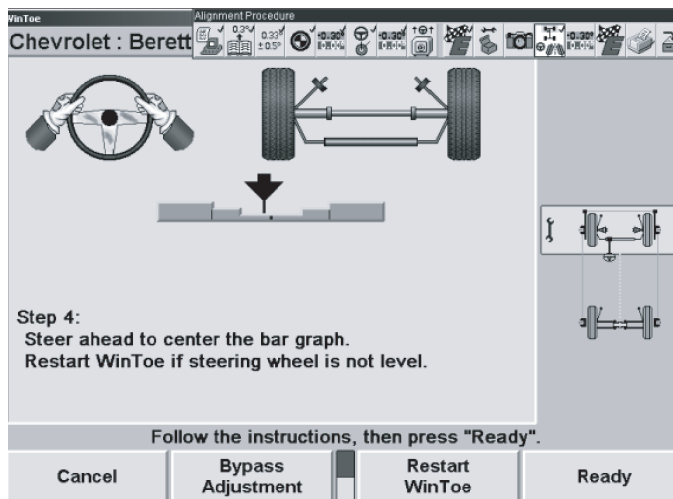 WinToe
Alignment Procedure
Chevrolet : Berett
0.3°
0.33°
± 0.5°
Step 4:
Steer ahead to center the bar graph.
Restart WinToe if steering wheel is not level.
Follow the instructions, then press "Ready".
Cancel
Bypass
Adjustment
Restart
WinToe
Ready